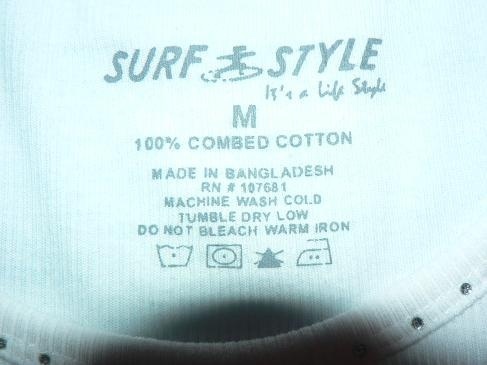 SURF STYLE
It's a Life Style
M
100% COMBED COTTON
MADE IN BANGLADESH
RN # 107681
MACHINE WASH COLD
TUMBLE DRY LOW
DO NOT BLEACH WARM IRON